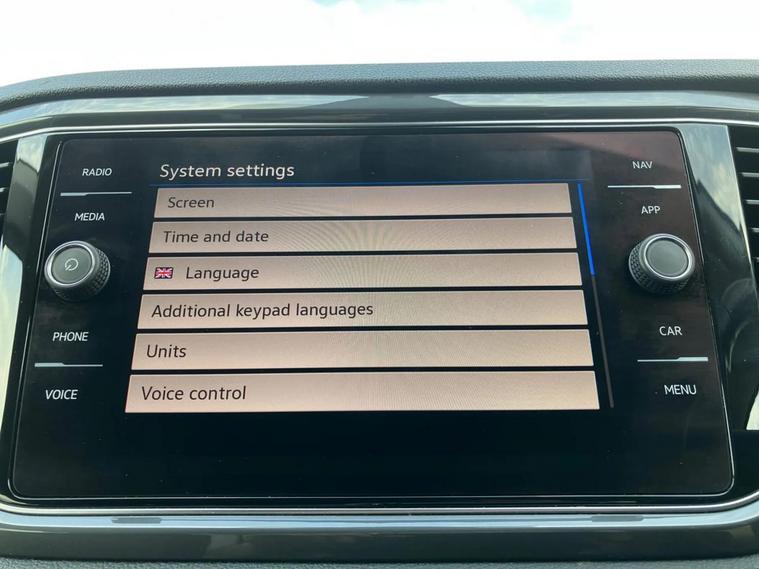 RADIO
MEDIA
PHONE
VOICE
System settings
Screen
Time and date
Language
Additional keypad languages
Units
Voice control
NAV
APP
CAR
MENU